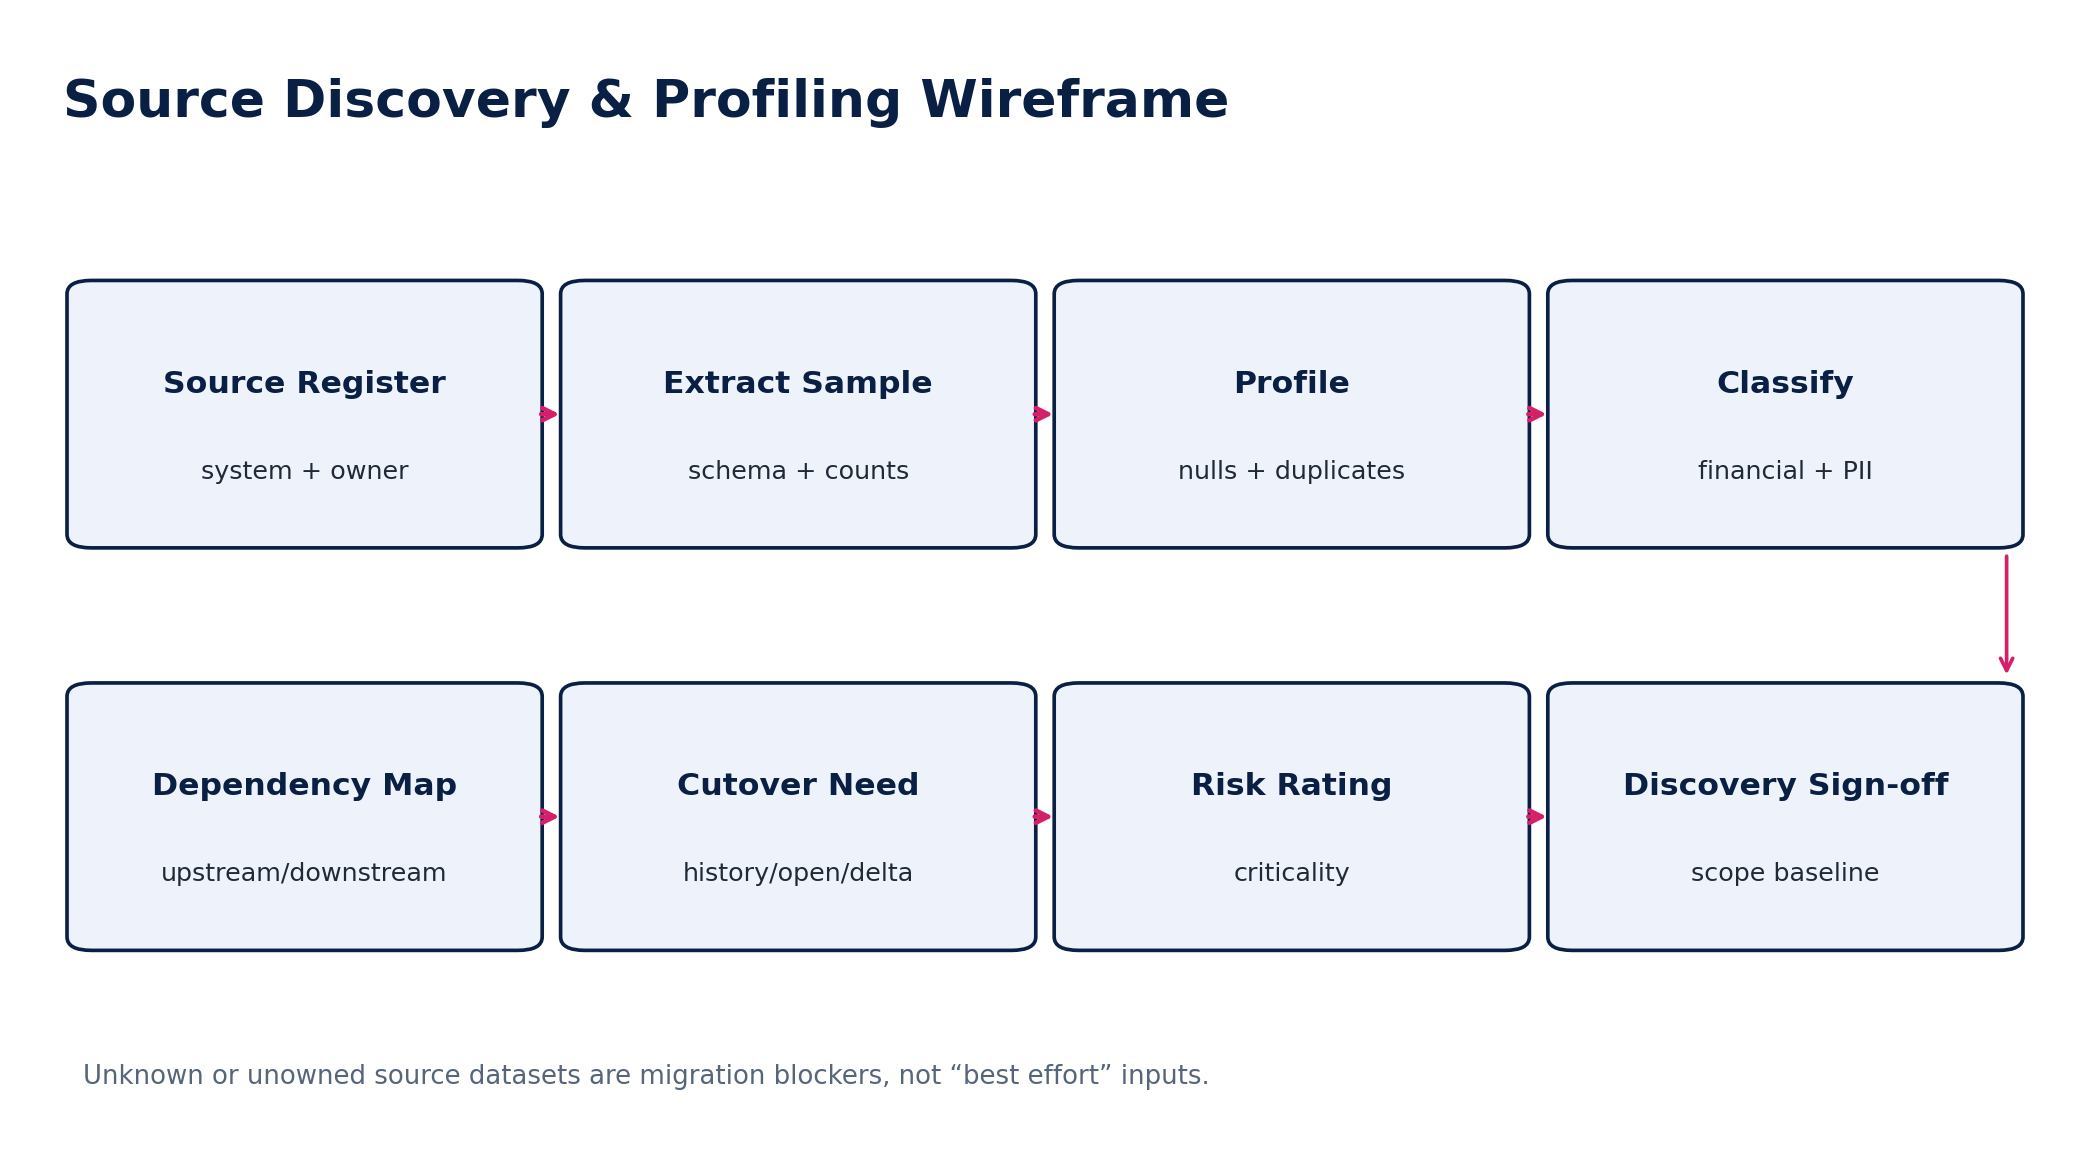 Source Discovery & Profiling Wireframe
Source Register
system + owner
Extract Sample
schema + counts
Profile
nulls + duplicates
Classify
financial + PII
Dependency Map
upstream/downstream
Cutover Need
history/open/delta
Risk Rating
criticality
Discovery Sign-off
scope baseline
Unknown or unowned source datasets are migration blockers, not “best effort” inputs.